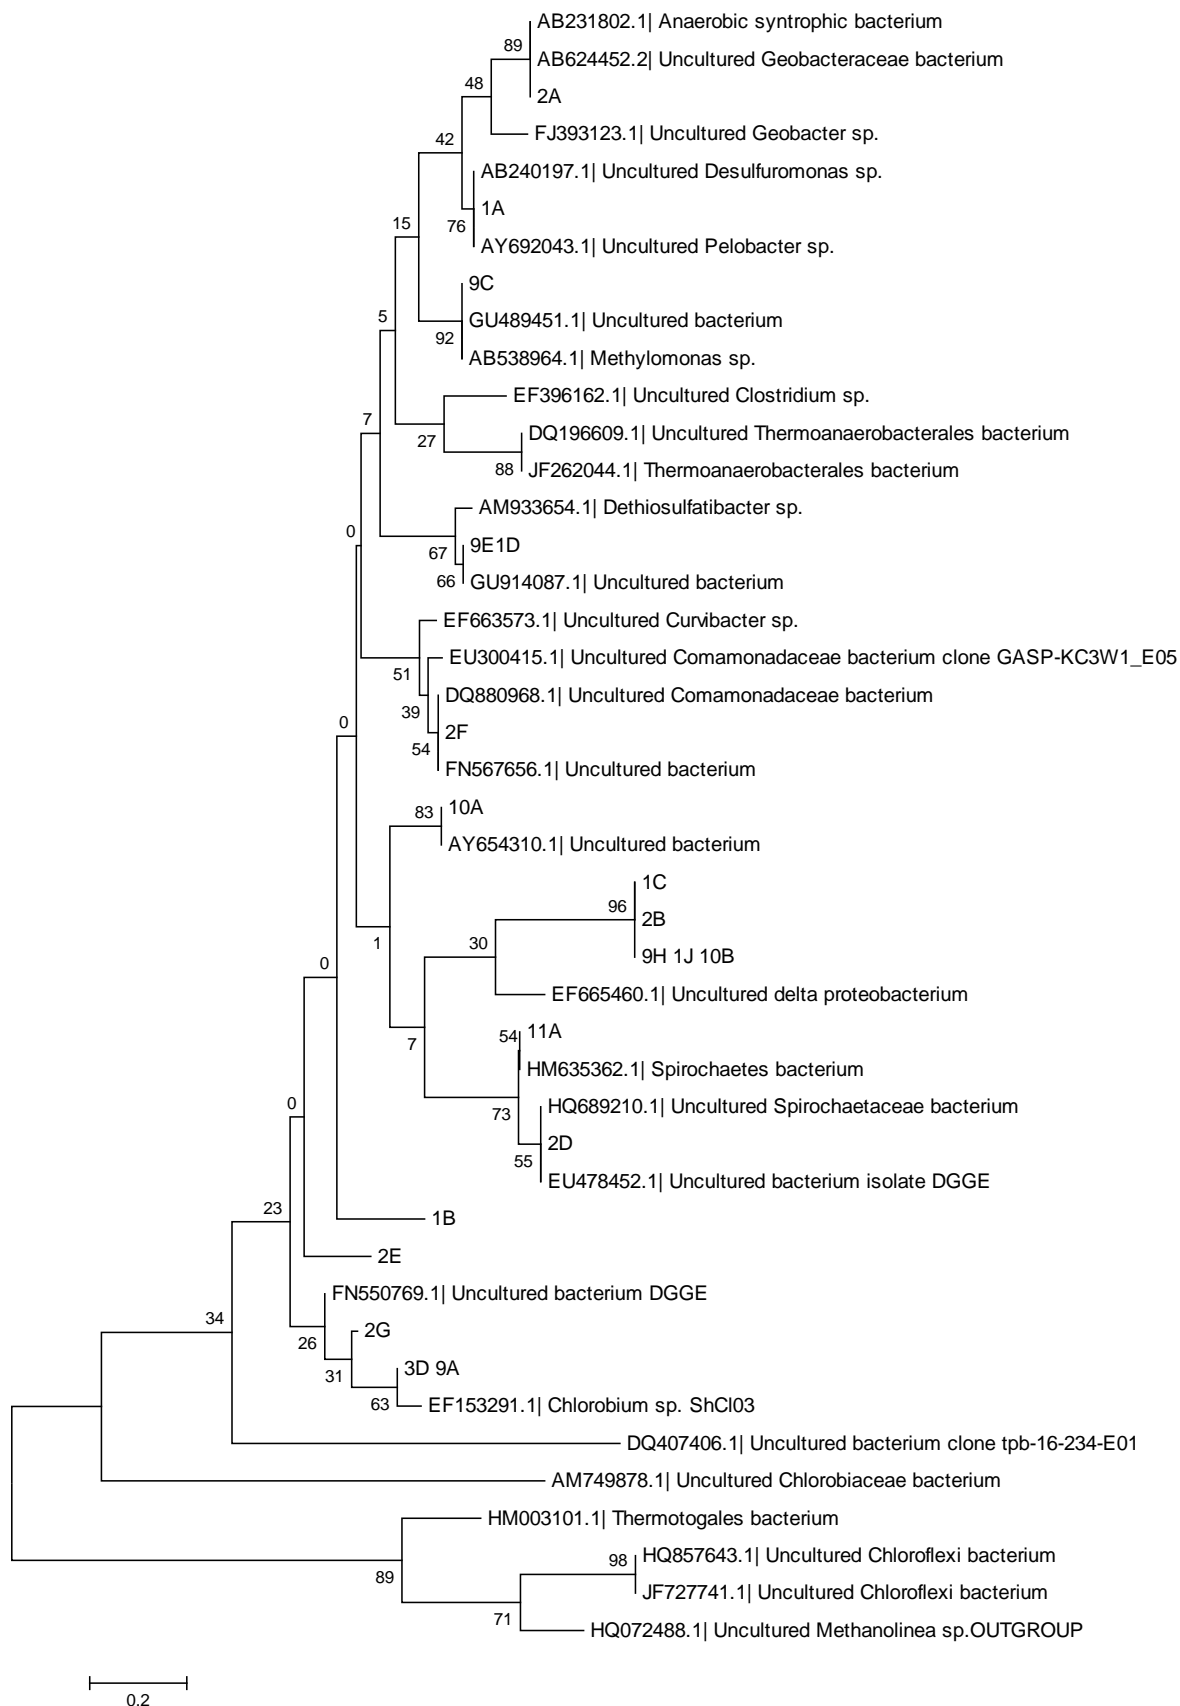 AB231802.1| Anaerobic syntrophic bacterium
89
AB624452.2| Uncultured Geobacteraceae bacterium
48
2A
FJ393123.1| Uncultured Geobacter sp.
42
AB240197.1| Uncultured Desulfuromonas sp.
1A
15
76
AY692043.1| Uncultured Pelobacter sp.
9C
5
GU489451.1| Uncultured bacterium
92
AB538964.1| Methylomonas sp.
EF396162.1| Uncultured Clostridium sp.
7
DQ196609.1| Uncultured Thermoanaerobacterales bacterium
27
88
JF262044.1| Thermoanaerobacterales bacterium
AM933654.1| Dethiosulfatibacter sp.
0
9E1D
67
66
GU914087.1| Uncultured bacterium
EF663573.1| Uncultured Curvibacter sp.
EU300415.1| Uncultured Comamonadaceae bacterium clone GASP-KC3W1_E05
51
DQ880968.1| Uncultured Comamonadaceae bacterium
39
0
2F
54
FN567656.1| Uncultured bacterium
10A
83
AY654310.1| Uncultured bacterium
1C
96
2B
1
30
9H 1J 10B
0
EF665460.1| Uncultured delta proteobacterium
11A
54
7
HM635362.1| Spirochaetes bacterium
0
HQ689210.1| Uncultured Spirochaetaceae bacterium
73
2D
55
EU478452.1| Uncultured bacterium isolate DGGE
23
1B
2E
FN550769.1| Uncultured bacterium DGGE
34
2G
26
3D 9A
31
63
EF153291.1| Chlorobium sp. ShCl03
DQ407406.1| Uncultured bacterium clone tpb-16-234-E01
AM749878.1| Uncultured Chlorobiaceae bacterium
HM003101.1| Thermotogales bacterium
HQ857643.1| Uncultured Chloroflexi bacterium
98
89
JF727741.1| Uncultured Chloroflexi bacterium
71
HQ072488.1| Uncultured Methanolinea sp.OUTGROUP
0.2